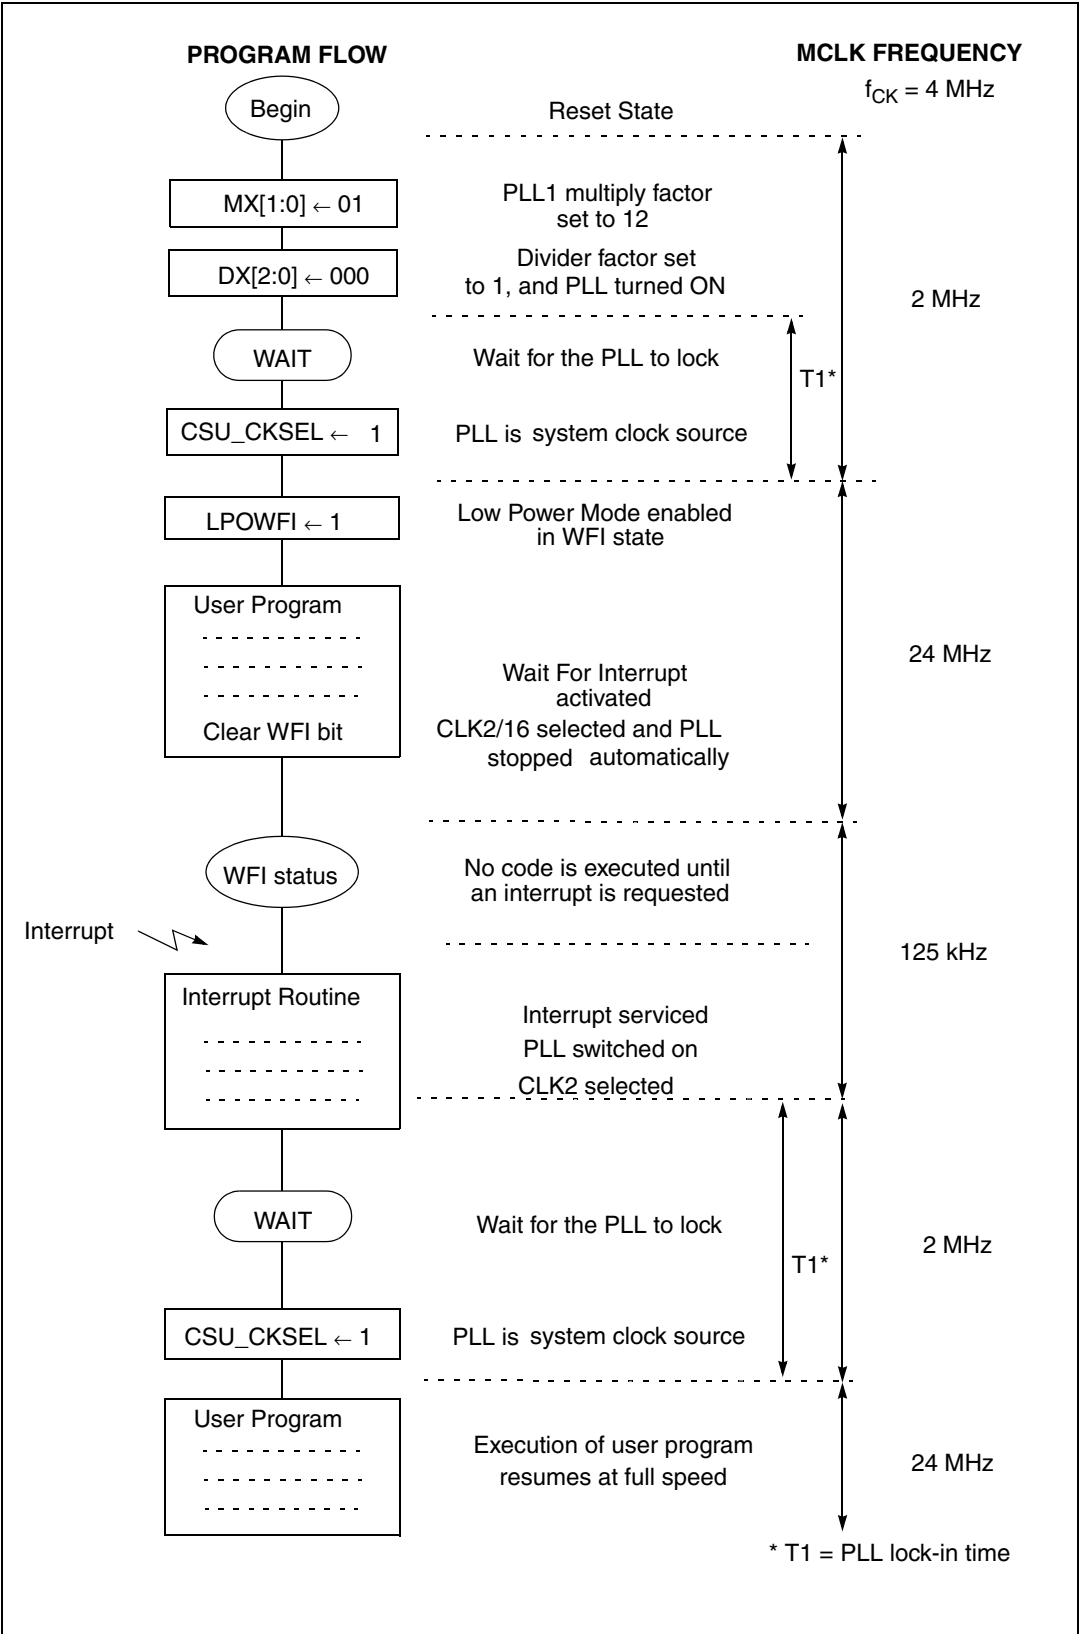 PROGRAM FLOW
MCLK FREQUENCY
fCK = 4 MHz
Begin
Reset State
MX[1:0] ← 01
PLL1 multiply factor
set to 12
DX[2:0] ← 000
Divider factor set
to 1, and PLL turned ON
2 MHz
WAIT
Wait for the PLL to lock
T1*
CSU_CKSEL ← 1
PLL is system clock source
LPOWFI ← 1
Low Power Mode enabled
in WFI state
User Program
Clear WFI bit
Wait For Interrupt
activated
CLK2/16 selected and PLL
stopped automatically
24 MHz
WFI status
No code is executed until
an interrupt is requested
Interrupt
125 kHz
Interrupt Routine
Interrupt serviced
PLL switched on
CLK2 selected
WAIT
Wait for the PLL to lock
T1*
2 MHz
CSU_CKSEL ← 1
PLL is system clock source
User Program
Execution of user program
resumes at full speed
24 MHz
* T1 = PLL lock-in time